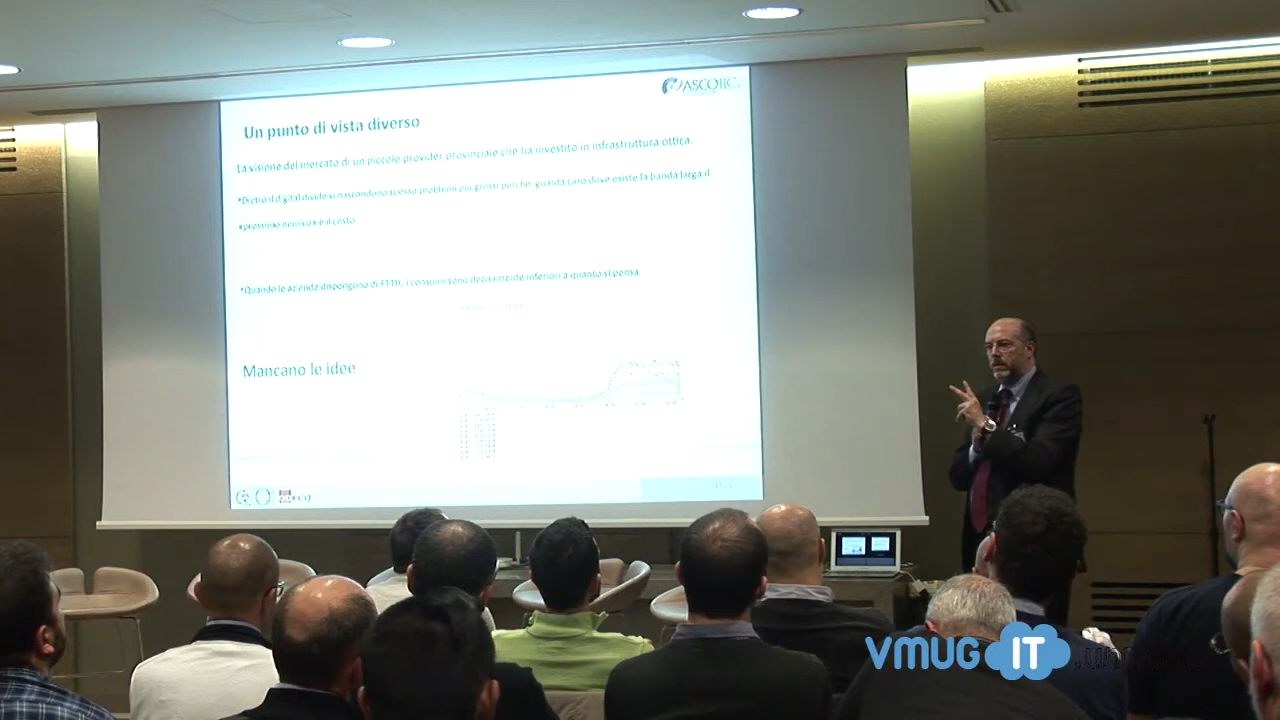 ASCOTLC
Un punto di vista diverso
La visione del mercato di un piccolo provider provinciale che ha investito in infrastruttura ottica.
•Dietro il digital divide si nascondono spesso problemi più grossi perché guarda caso dove esiste la banda larga il
«prossimo nemico» è il costo
•Quando le aziende dispongono di FTTH, i consumi sono decisamente inferiori a quanto si pensa
Mancano le idee
VMUG IT